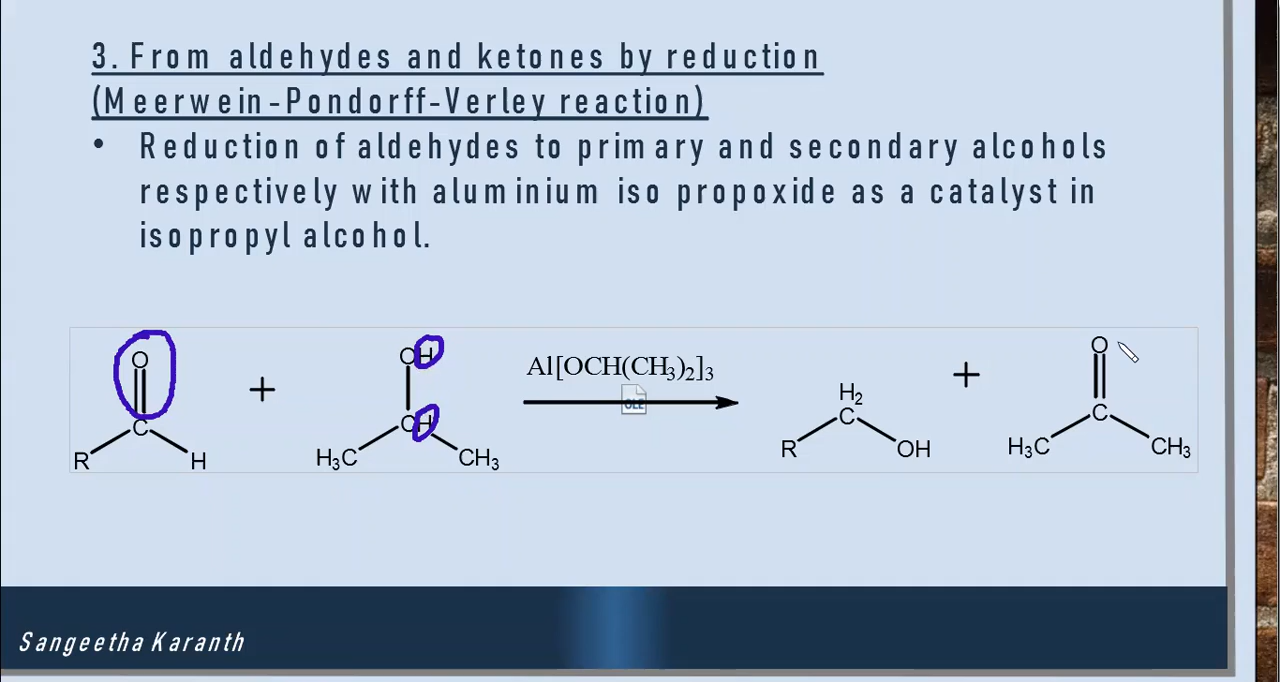 3. From aldehydes and ketones by reduction
(Meerwein-Pondorff-Verley reaction)
• Reduction of aldehydes to primary and secondary alcohols
respectively with aluminium iso propoxide as a catalyst in
isopropyl alcohol.
O
C
R
H
+
OH
CH
H₃C
CH₃
Al[OCH(CH₃)₂]₃
OLE
H₂
C
R
OH
+
O
C
H₃C
CH₃
Sangeetha Karanth